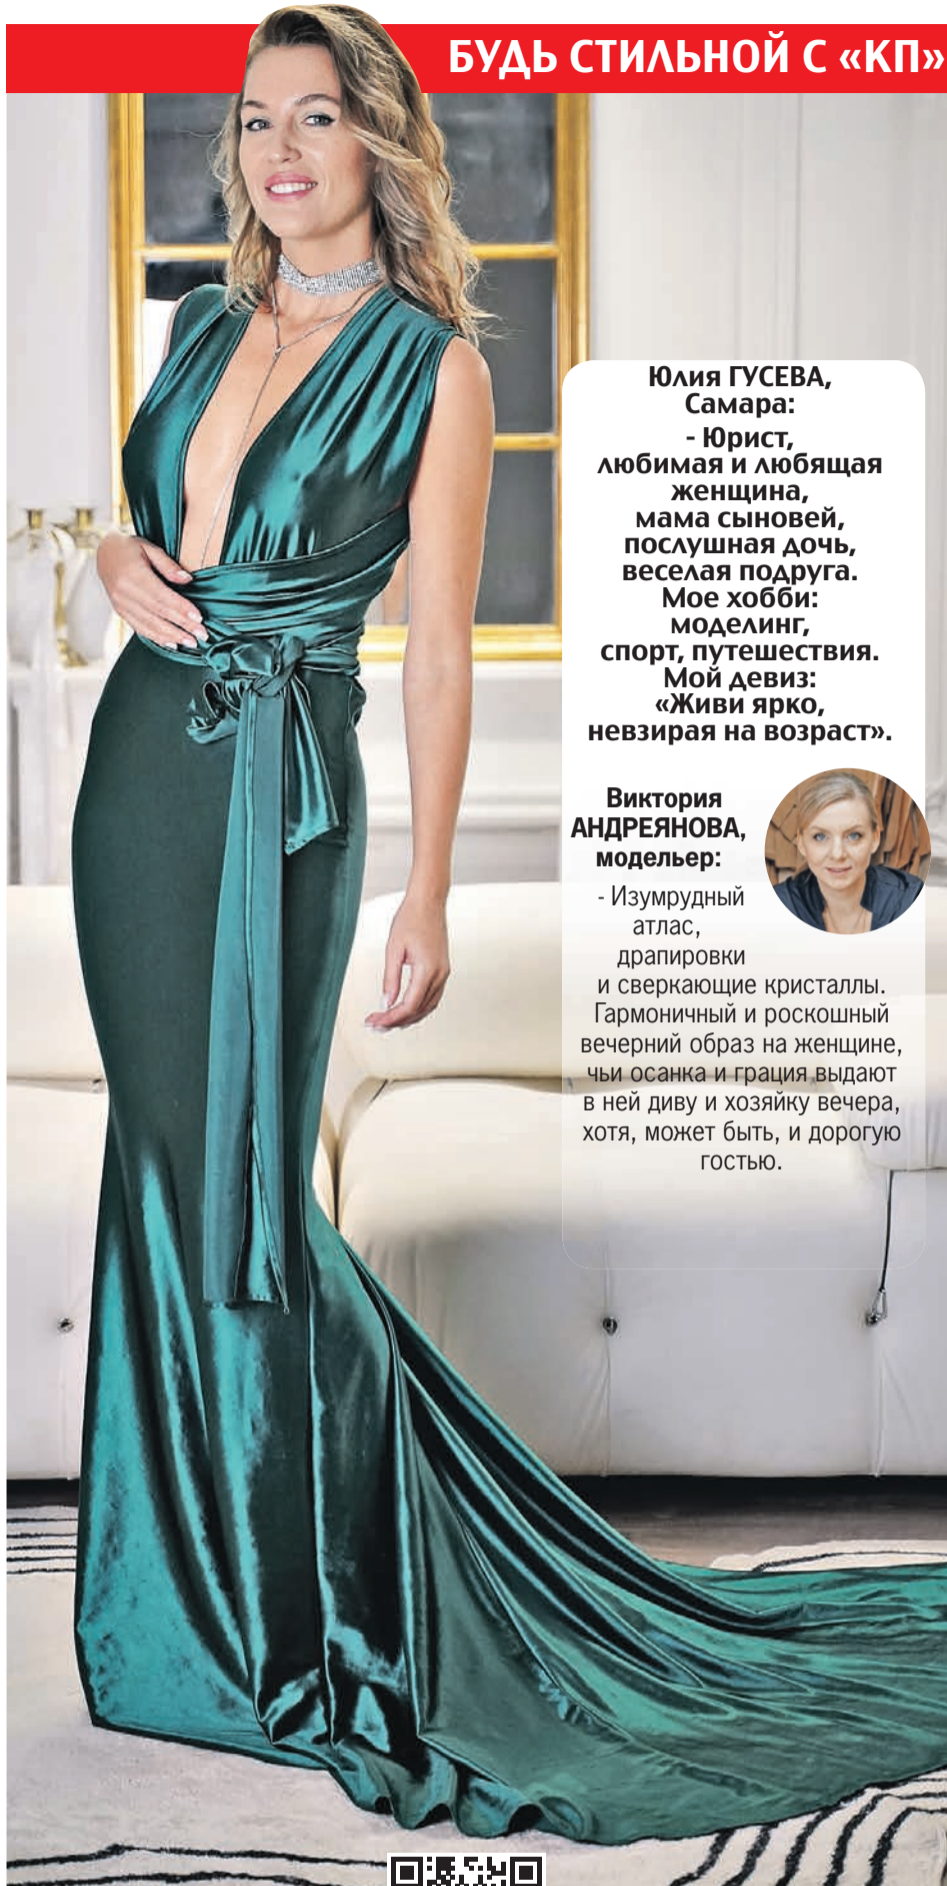 БУДЬ СТИЛЬНОЙ С «КП»
Юлия ГУСЕВА,
Самара:
- Юрист,
любимая и любящая
женщина,
мама сыновей,
послушная дочь,
веселая подруга.
Мое хобби:
моделинг,
спорт, путешествия.
Мой девиз:
«Живи ярко,
невзирая на возраст».
Виктория
АНДРЕЯНОВА,
модельер:
- Изумрудный
атлас,
драпировки
и сверкающие кристаллы.
Гармоничный и роскошный
вечерний образ на женщине,
чьи осанка и грация выдают
в ней диву и хозяйку вечера,
хотя, может быть, и дорогую
гостью.